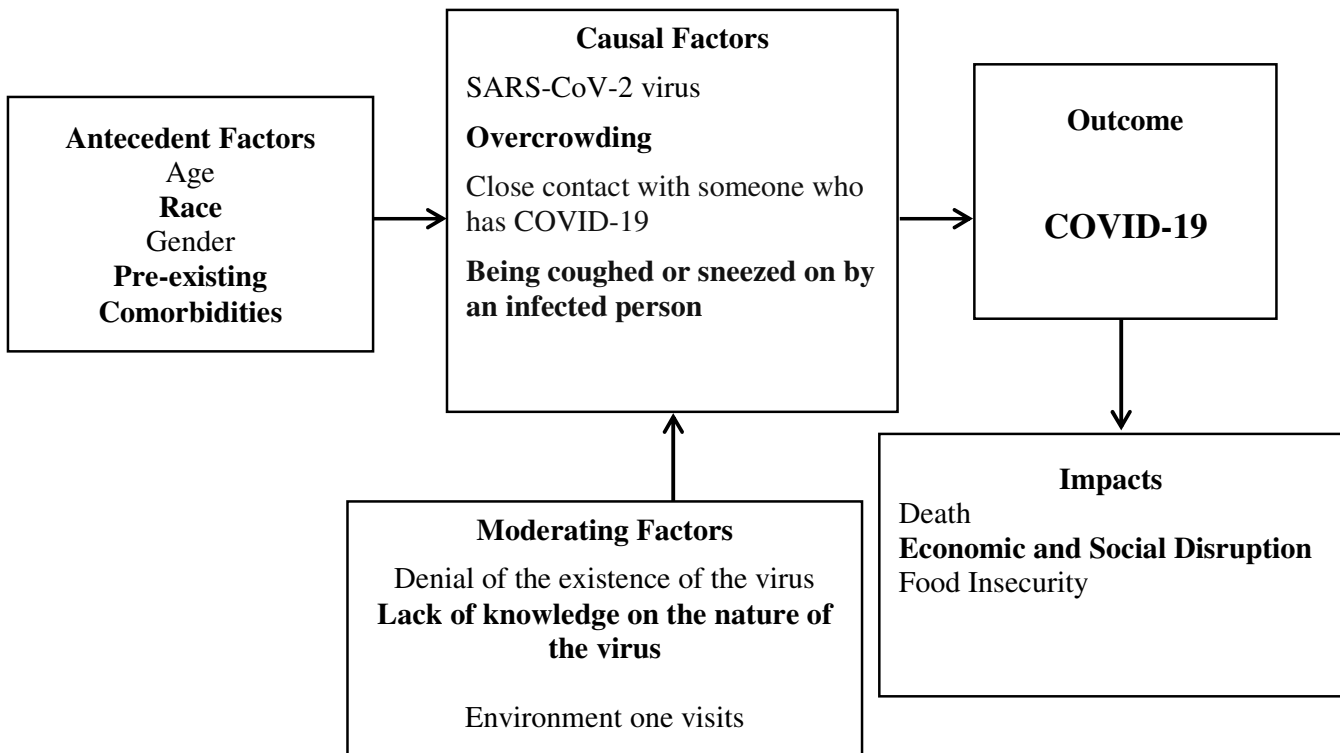 Antecedent Factors
Age
Race
Gender
Pre-existing
Comorbidities
Causal Factors
SARS-CoV-2 virus
Overcrowding
Close contact with someone who
has COVID-19
Being coughed or sneezed on by
an infected person
Outcome
COVID-19
Moderating Factors
Denial of the existence of the virus
Lack of knowledge on the nature of
the virus
Environment one visits
Impacts
Death
Economic and Social Disruption
Food Insecurity